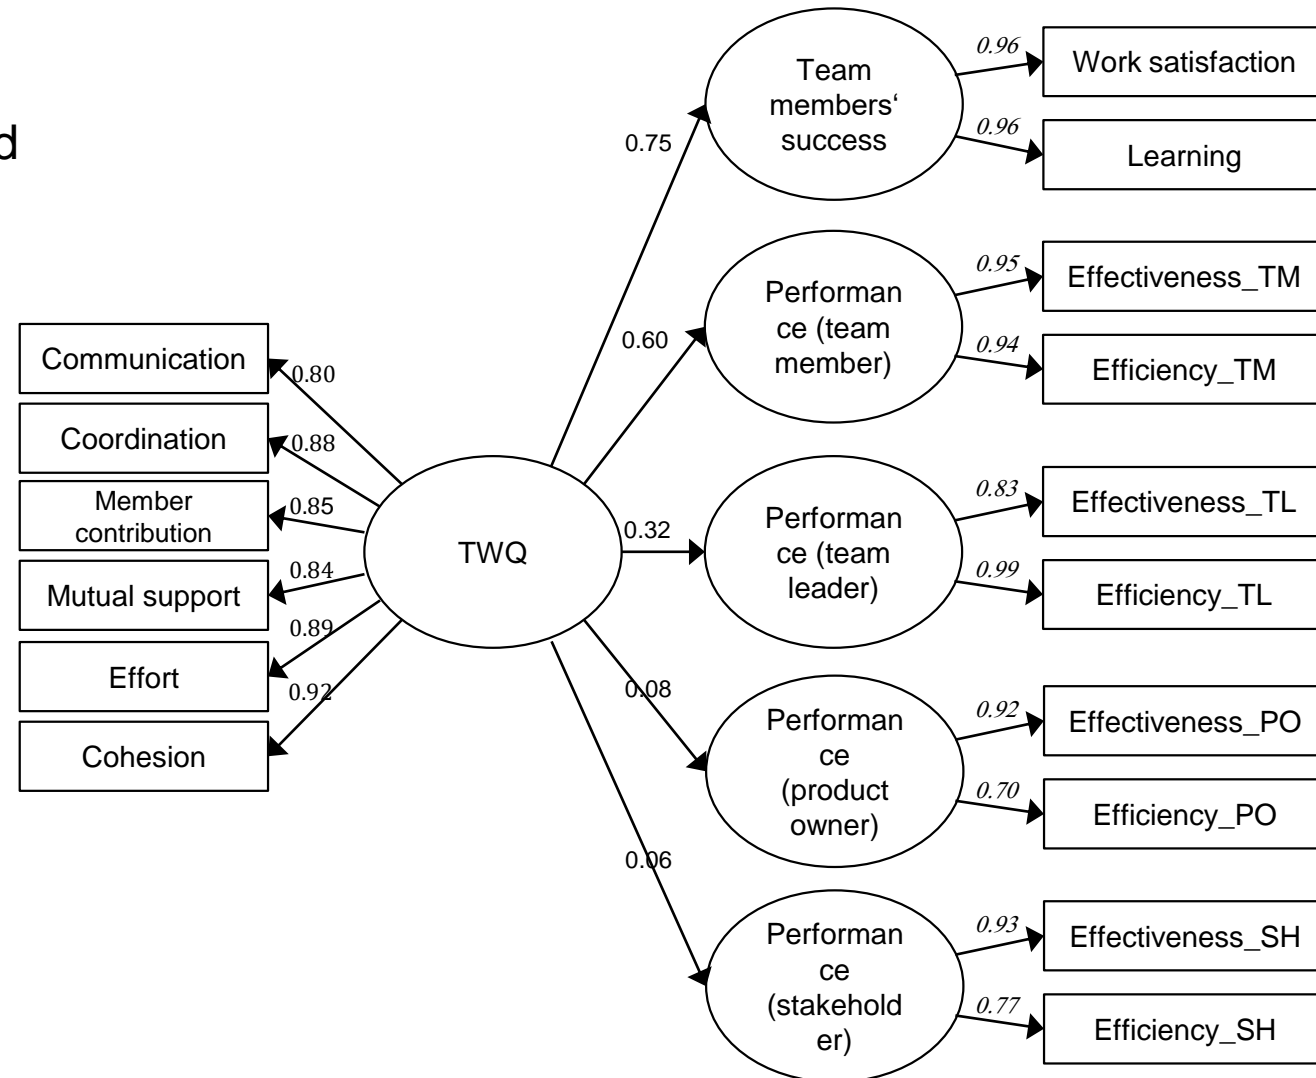 d
Communication
Coordination
Member
contribution
Mutual support
Effort
Cohesion
0.80
0.88
0.85
0.84
0.89
0.92
TWQ
0.75
0.60
0.32
0.08
0.06
Team
members‘
success
0.96
Work satisfaction
0.96
Learning
Performan
ce (team
member)
0.95
Effectiveness_TM
0.94
Efficiency_TM
Performan
ce (team
leader)
0.83
Effectiveness_TL
0.99
Efficiency_TL
Performan
ce
(product
owner)
0.92
Effectiveness_PO
0.70
Efficiency_PO
Performan
ce
(stakehold
er)
0.93
Effectiveness_SH
0.77
Efficiency_SH